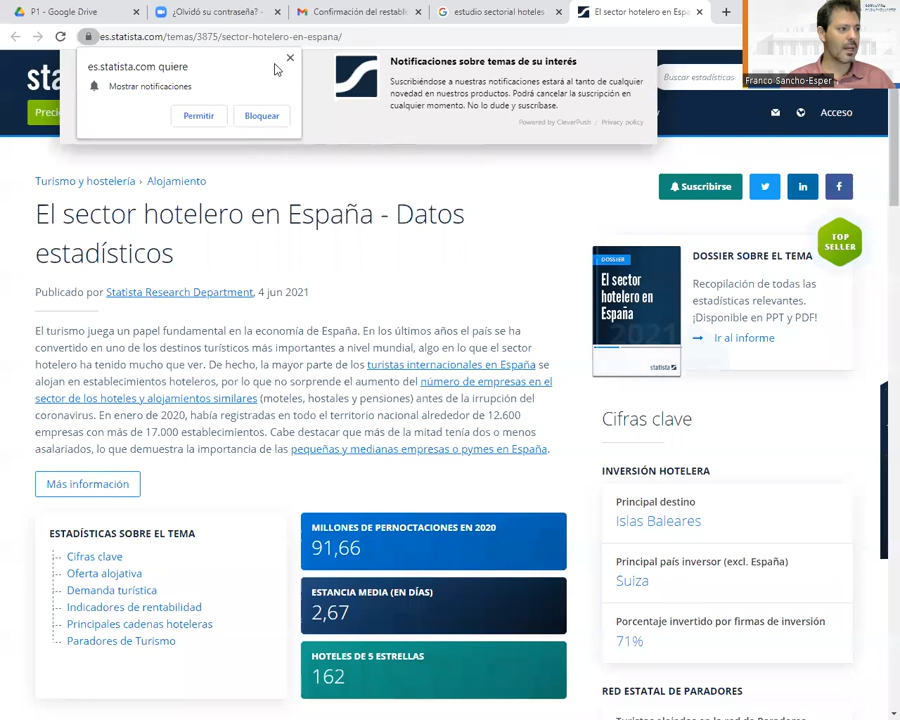 P1 - Google Drive
¿Olvidó su contraseña? -
Confirmación del restabl
estudio sectorial hoteles
El sector hotelero en España
es.statista.com/temas/3875/sector-hotelero-en-espana/
es.statista.com quiere
Mostrar notificaciones
Permitir
Bloquear
Notificaciones sobre temas de su interés
Suscribiéndose a nuestras notificaciones estará al tanto de cualquier
novedad en nuestros productos. Podrá cancelar la suscripción en
cualquier momento. No lo dude y suscríbase.
Powered by CleverPush / Privacy policy
Buscar estadísticas
Franco Sancho-Esper
sta
Preci
Acceso
Turismo y hostelería › Alojamiento
Suscribirse
El sector hotelero en España - Datos
estadísticos
Publicado por Statista Research Department, 4 jun 2021
El turismo juega un papel fundamental en la economía de España. En los últimos años el país se ha
convertido en uno de los destinos turísticos más importantes a nivel mundial, algo en lo que el sector
hotelero ha tenido mucho que ver. De hecho, la mayor parte de los turistas internacionales en España se
alojan en establecimientos hoteleros, por lo que no sorprende el aumento del número de empresas en el
sector de los hoteles y alojamientos similares (moteles, hostales y pensiones) antes de la irrupción del
coronavirus. En enero de 2020, había registradas en todo el territorio nacional alrededor de 12.600
empresas con más de 17.000 establecimientos. Cabe destacar que más de la mitad tenía dos o menos
asalariados, lo que demuestra la importancia de las pequeñas y medianas empresas o pymes en España.
Más información
ESTADÍSTICAS SOBRE EL TEMA
Cifras clave
Oferta alojativa
Demanda turística
Indicadores de rentabilidad
Principales cadenas hoteleras
Paradores de Turismo
MILLONES DE PERNOCTACIONES EN 2020
91,66
ESTANCIA MEDIA (EN DÍAS)
2,67
HOTELES DE 5 ESTRELLAS
162
DOSSIER
El sector
hotelero en
España
2021
statista
TOP
SELLER
DOSSIER SOBRE EL TEMA
Recopilación de todas las
estadísticas relevantes.
¡Disponible en PPT y PDF!
Ir al informe
Cifras clave
INVERSIÓN HOTELERA
Principal destino
Islas Baleares
Principal país inversor (excl. España)
Suiza
Porcentaje invertido por firmas de inversión
71%
RED ESTATAL DE PARADORES